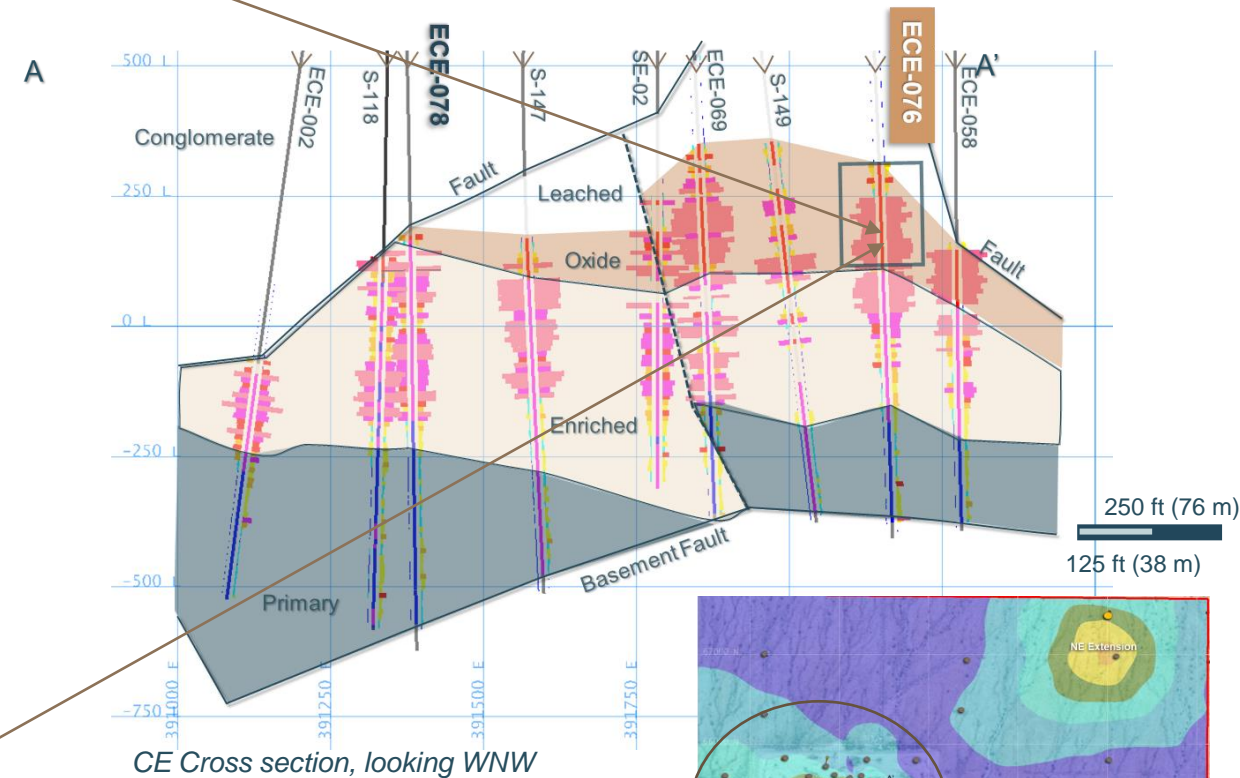 A
A'
500 L
250 L
0 L
-250 L
-500 L
-750 L
ECE-002
S-118
ECE-078
S-147
SE-02
ECE-069
S-149
ECE-076
ECE-058
Conglomerate
Fault
Leached
Oxide
Fault
Enriched
Primary
Basement Fault
391000 E
391250 E
391500 E
391750 E
250 ft (76 m)
125 ft (38 m)
CE Cross section, looking WNW
NE Extension